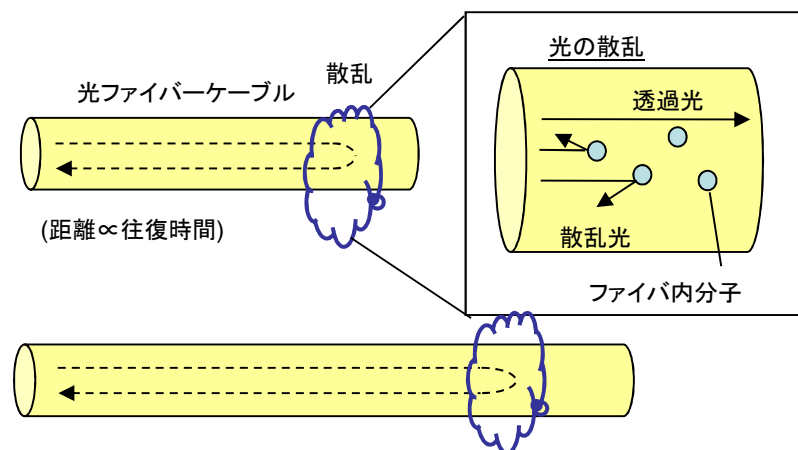 光の散乱
散乱
光ファイバーケーブル
透過光
(距離∝往復時間)
散乱光
ファイバ内分子